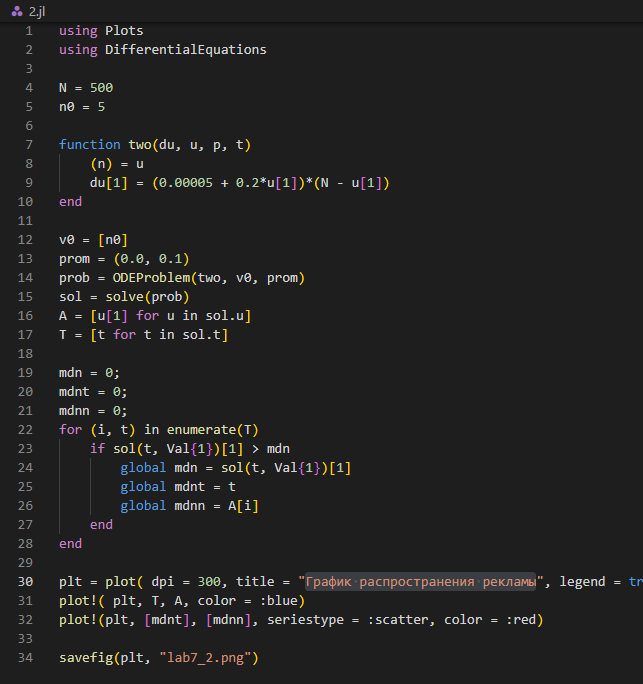 2.jl
1 using Plots
2 using DifferentialEquations
3
4 N = 500
5 n0 = 5
6
7 function two(du, u, p, t)
8     (n) = u
9     du[1] = (0.00005 + 0.2*u[1])*(N - u[1])
10 end
11
12 v0 = [n0]
13 prom = (0.0, 0.1)
14 prob = ODEProblem(two, v0, prom)
15 sol = solve(prob)
16 A = [u[1] for u in sol.u]
17 T = [t for t in sol.t]
18
19 mdn = 0;
20 mdnt = 0;
21 mdnn = 0;
22 for (i, t) in enumerate(T)
23     if sol(t, Val{1})[1] > mdn
24         global mdn = sol(t, Val{1})[1]
25         global mdnt = t
26         global mdnn = A[i]
27     end
28 end
29
30 plt = plot( dpi = 300, title = "График распространения рекламы", legend = tr
31 plot!( plt, T, A, color = :blue)
32 plot!(plt, [mdnt], [mdnn], seriestype = :scatter, color = :red)
33
34 savefig(plt, "lab7_2.png")